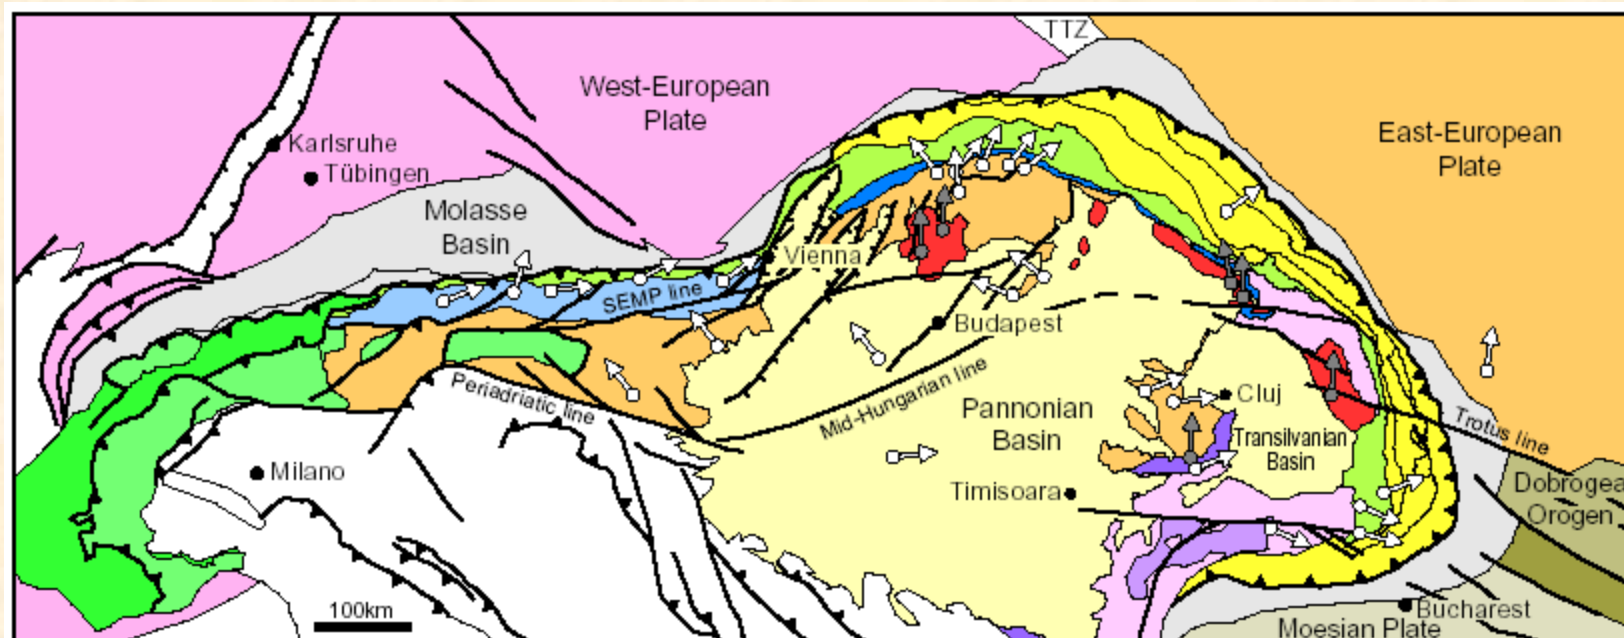 TTZ
West-European
Plate
East-European
Plate
Karlsruhe
Tübingen
Molasse
Basin
Vienna
SEMP line
Budapest
Periadriatic line
Mid-Hungarian line
Pannonian
Basin
Cluj
Transilvanian
Basin
Trotus line
Milano
Timisoara
Dobrogea
Orogen
100km
Bucharest
Moesian Plate